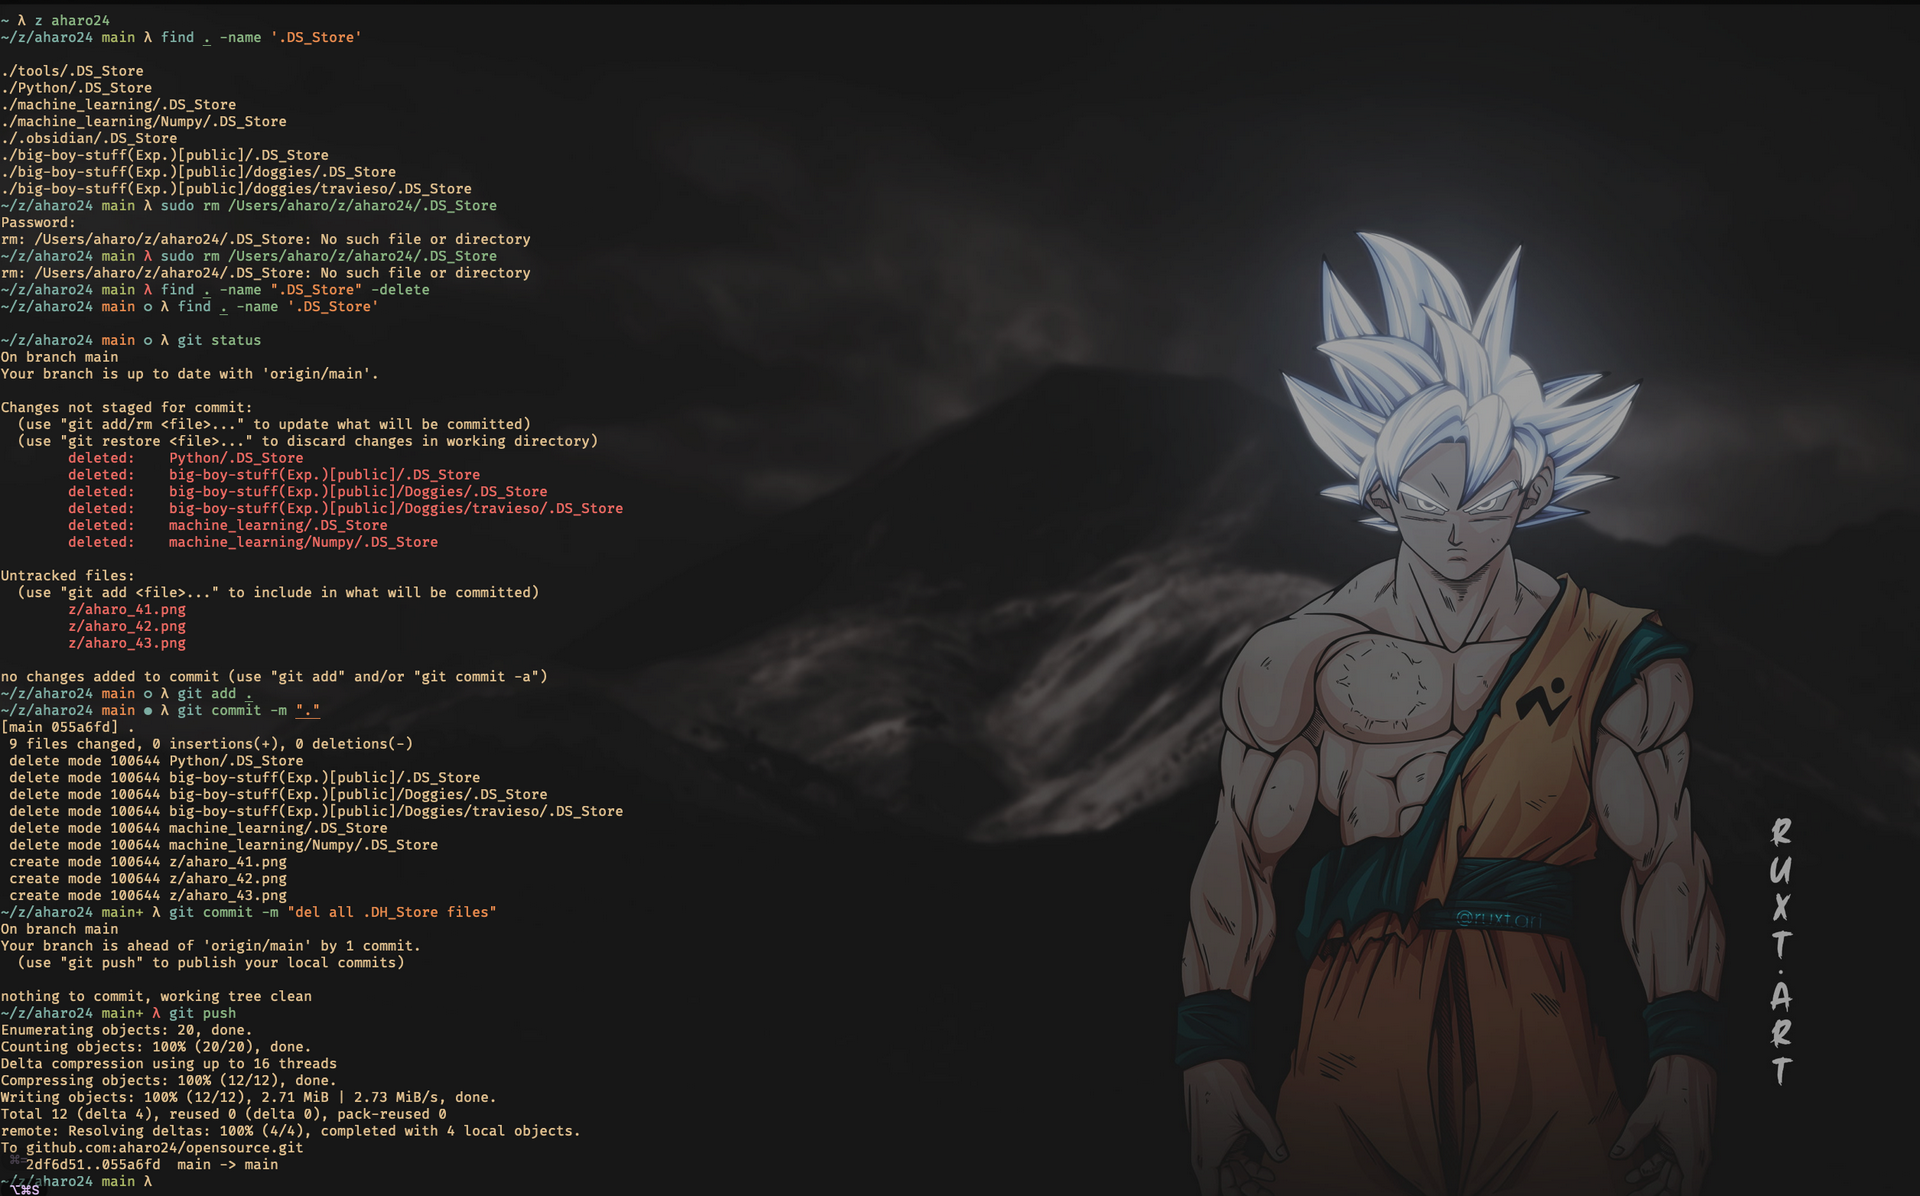 ~ λ z aharo24
~/z/aharo24 main λ find . -name '.DS_Store'
./tools/.DS_Store
./Python/.DS_Store
./machine_learning/.DS_Store
./machine_learning/Numpy/.DS_Store
./.obsidian/.DS_Store
./big-boy-stuff(Exp.)[public]/.DS_Store
./big-boy-stuff(Exp.)[public]/doggies/.DS_Store
./big-boy-stuff(Exp.)[public]/doggies/travieso/.DS_Store
~/z/aharo24 main λ sudo rm /Users/aharo/z/aharo24/.DS_Store
Password:
rm: /Users/aharo/z/aharo24/.DS_Store: No such file or directory
~/z/aharo24 main λ sudo rm /Users/aharo/z/aharo24/.DS_Store
rm: /Users/aharo/z/aharo24/.DS_Store: No such file or directory
~/z/aharo24 main λ find . -name ".DS_Store" -delete
~/z/aharo24 main ○ λ find . -name '.DS_Store'
~/z/aharo24 main ○ λ git status
On branch main
Your branch is up to date with 'origin/main'.
Changes not staged for commit:
(use "git add/rm <file>..." to update what will be committed)
(use "git restore <file>..." to discard changes in working directory)
deleted: Python/.DS_Store
deleted: big-boy-stuff(Exp.)[public]/.DS_Store
deleted: big-boy-stuff(Exp.)[public]/Doggies/.DS_Store
deleted: big-boy-stuff(Exp.)[public]/Doggies/travieso/.DS_Store
deleted: machine_learning/.DS_Store
deleted: machine_learning/Numpy/.DS_Store
Untracked files:
(use "git add <file>..." to include in what will be committed)
z/aharo_41.png
z/aharo_42.png
z/aharo_43.png
no changes added to commit (use "git add" and/or "git commit -a")
~/z/aharo24 main ○ λ git add .
~/z/aharo24 main ● λ git commit -m "."
[main 055a6fd] .
9 files changed, 0 insertions(+), 0 deletions(-)
delete mode 100644 Python/.DS_Store
delete mode 100644 big-boy-stuff(Exp.)[public]/.DS_Store
delete mode 100644 big-boy-stuff(Exp.)[public]/Doggies/.DS_Store
delete mode 100644 big-boy-stuff(Exp.)[public]/Doggies/travieso/.DS_Store
delete mode 100644 machine_learning/.DS_Store
delete mode 100644 machine_learning/Numpy/.DS_Store
create mode 100644 z/aharo_41.png
create mode 100644 z/aharo_42.png
create mode 100644 z/aharo_43.png
~/z/aharo24 main+ λ git commit -m "del all .DH_Store files"
On branch main
Your branch is ahead of 'origin/main' by 1 commit.
(use "git push" to publish your local commits)
nothing to commit, working tree clean
~/z/aharo24 main+ λ git push
Enumerating objects: 20, done.
Counting objects: 100% (20/20), done.
Delta compression using up to 16 threads
Compressing objects: 100% (12/12), done.
Writing objects: 100% (12/12), 2.71 MiB | 2.73 MiB/s, done.
Total 12 (delta 4), reused 0 (delta 0), pack-reused 0
remote: Resolving deltas: 100% (4/4), completed with 4 local objects.
To github.com:aharo24/opensource.git
2df6d51..055a6fd main -> main
~/z/aharo24 main λ
⌥⌘S
@ruxtari
RUXT.ART